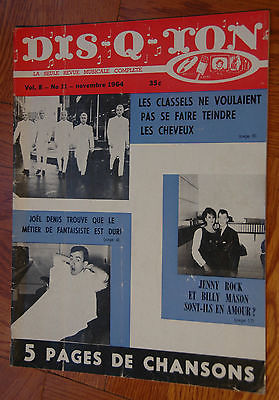 DIS-Q-TON
LA SEULE REVUE MUSICALE COMPLETE
Vol. 8 - No 11 - novembre 1964 35c
LES CLASSELS NE VOULAIENT
PAS SE FAIRE TEINDRE
LES CHEVEUX
JOËL DENIS TROUVE QUE LE
MÉTIER DE FANTAISISTE EST DUR!
JENNY ROCK
ET BILLY MASON
SONT-ILS EN AMOUR?
5 PAGES DE CHANSONS